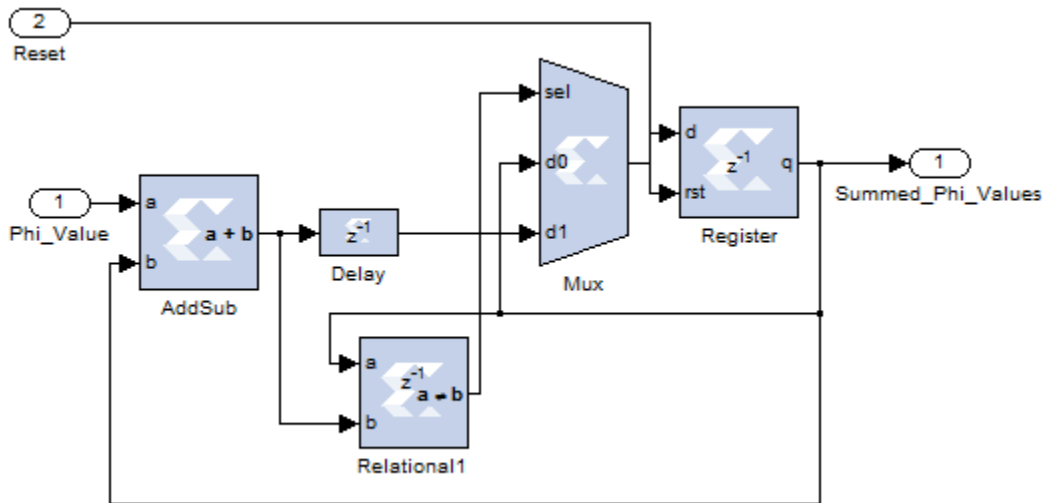 2
Reset
1
Phi_Value
a
b
a + b
AddSub
z⁻¹
Delay
a
b
z⁻¹
a ≠ b
Relational1
sel
d0
d1
Mux
d
rst
z⁻¹
q
Register
1
Summed_Phi_Values